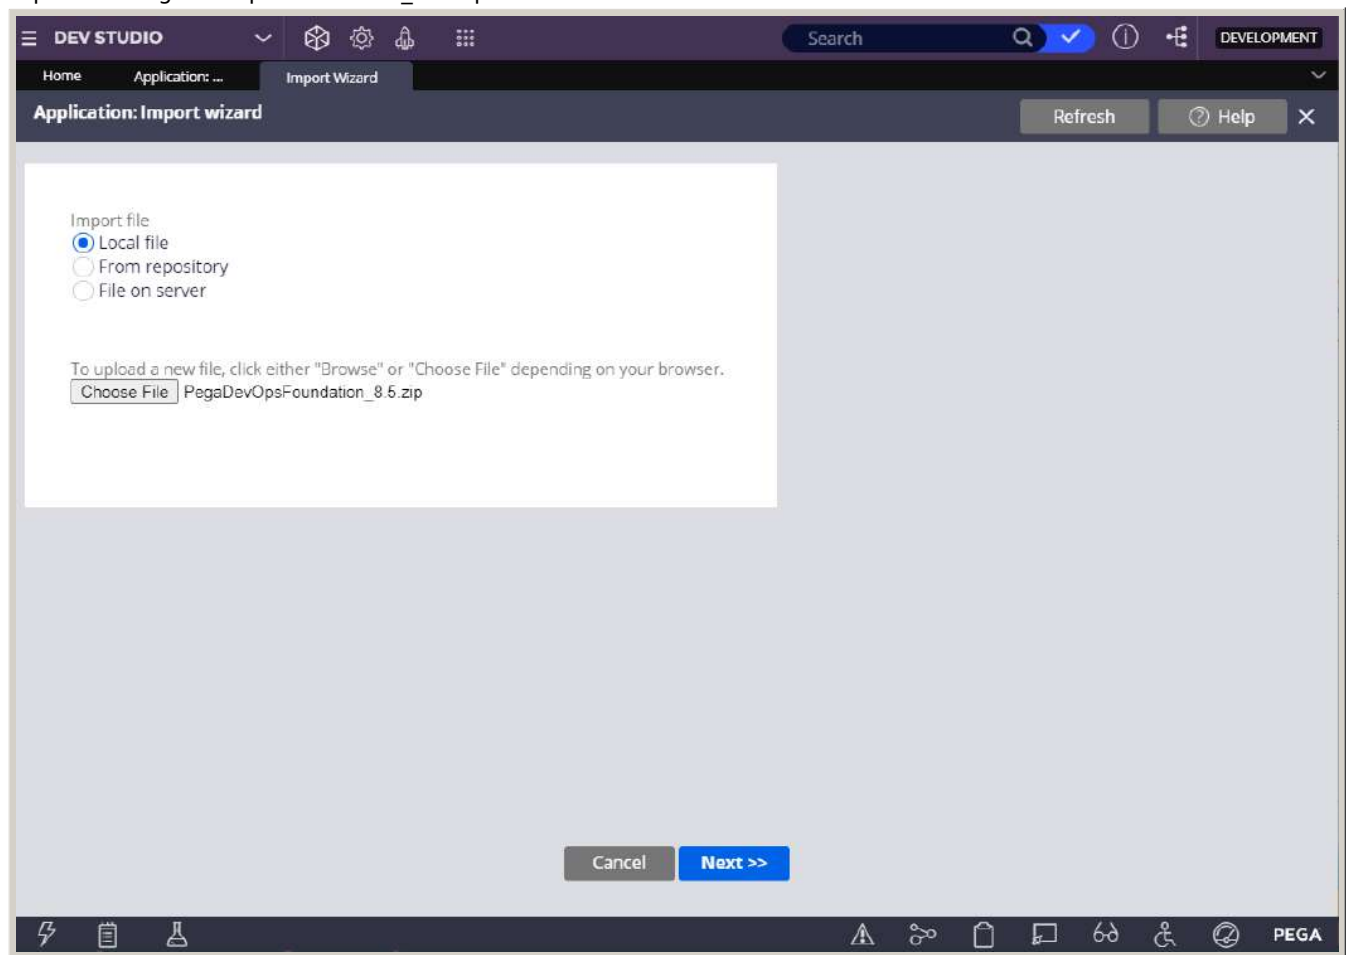 DEV STUDIO
Search
DEVELOPMENT
Home
Application: ...
Import Wizard
Application: Import wizard
Refresh
? Help
Import file
Local file
From repository
File on server
To upload a new file, click either "Browse" or "Choose File" depending on your browser.
Choose File PegaDevOpsFoundation_8.5.zip
Cancel
Next >>
PEGA